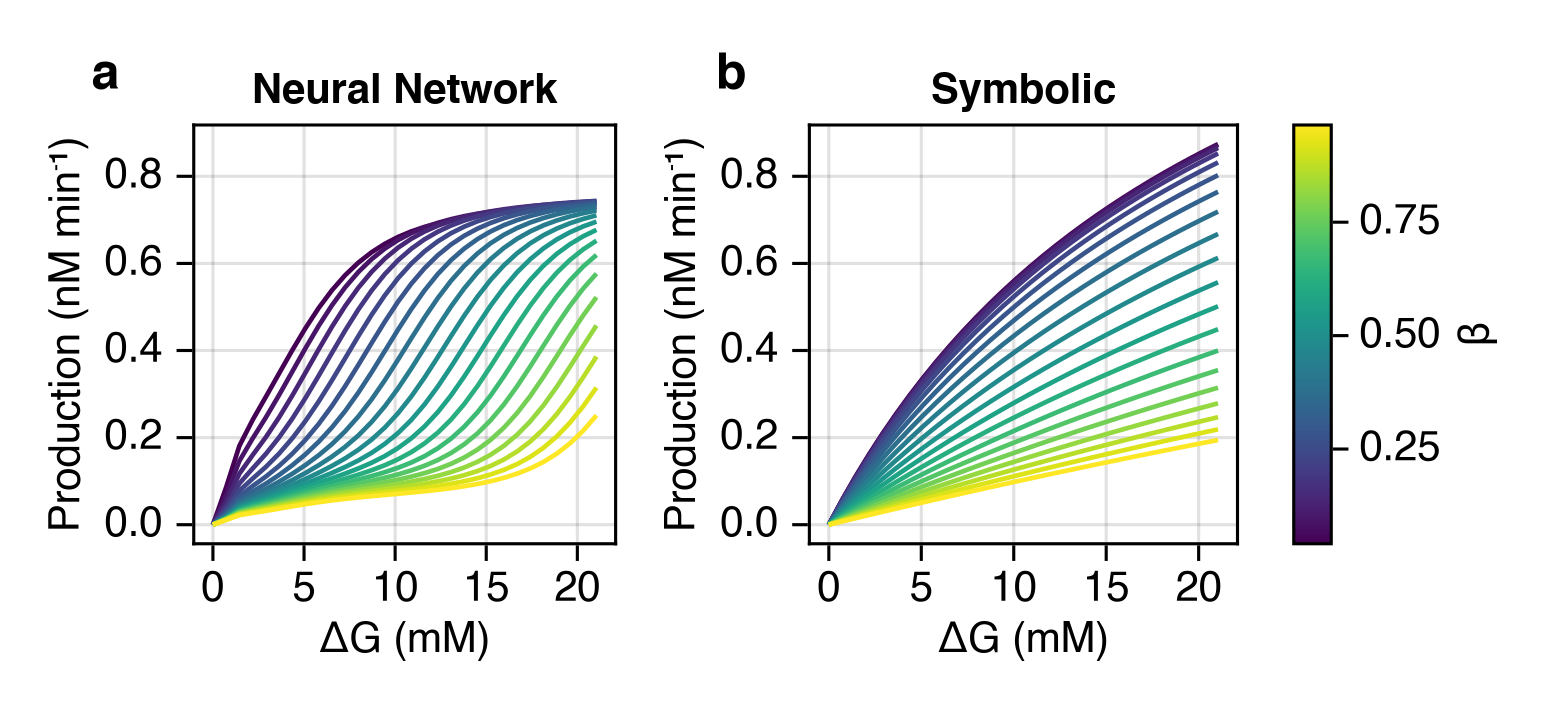 a
Neural Network
Production (nM min⁻¹)
0.8
0.6
0.4
0.2
0.0
0 5 10 15 20
ΔG (mM)
b
Symbolic
Production (nM min⁻¹)
0.8
0.6
0.4
0.2
0.0
0 5 10 15 20
ΔG (mM)
0.75
0.50
0.25
β